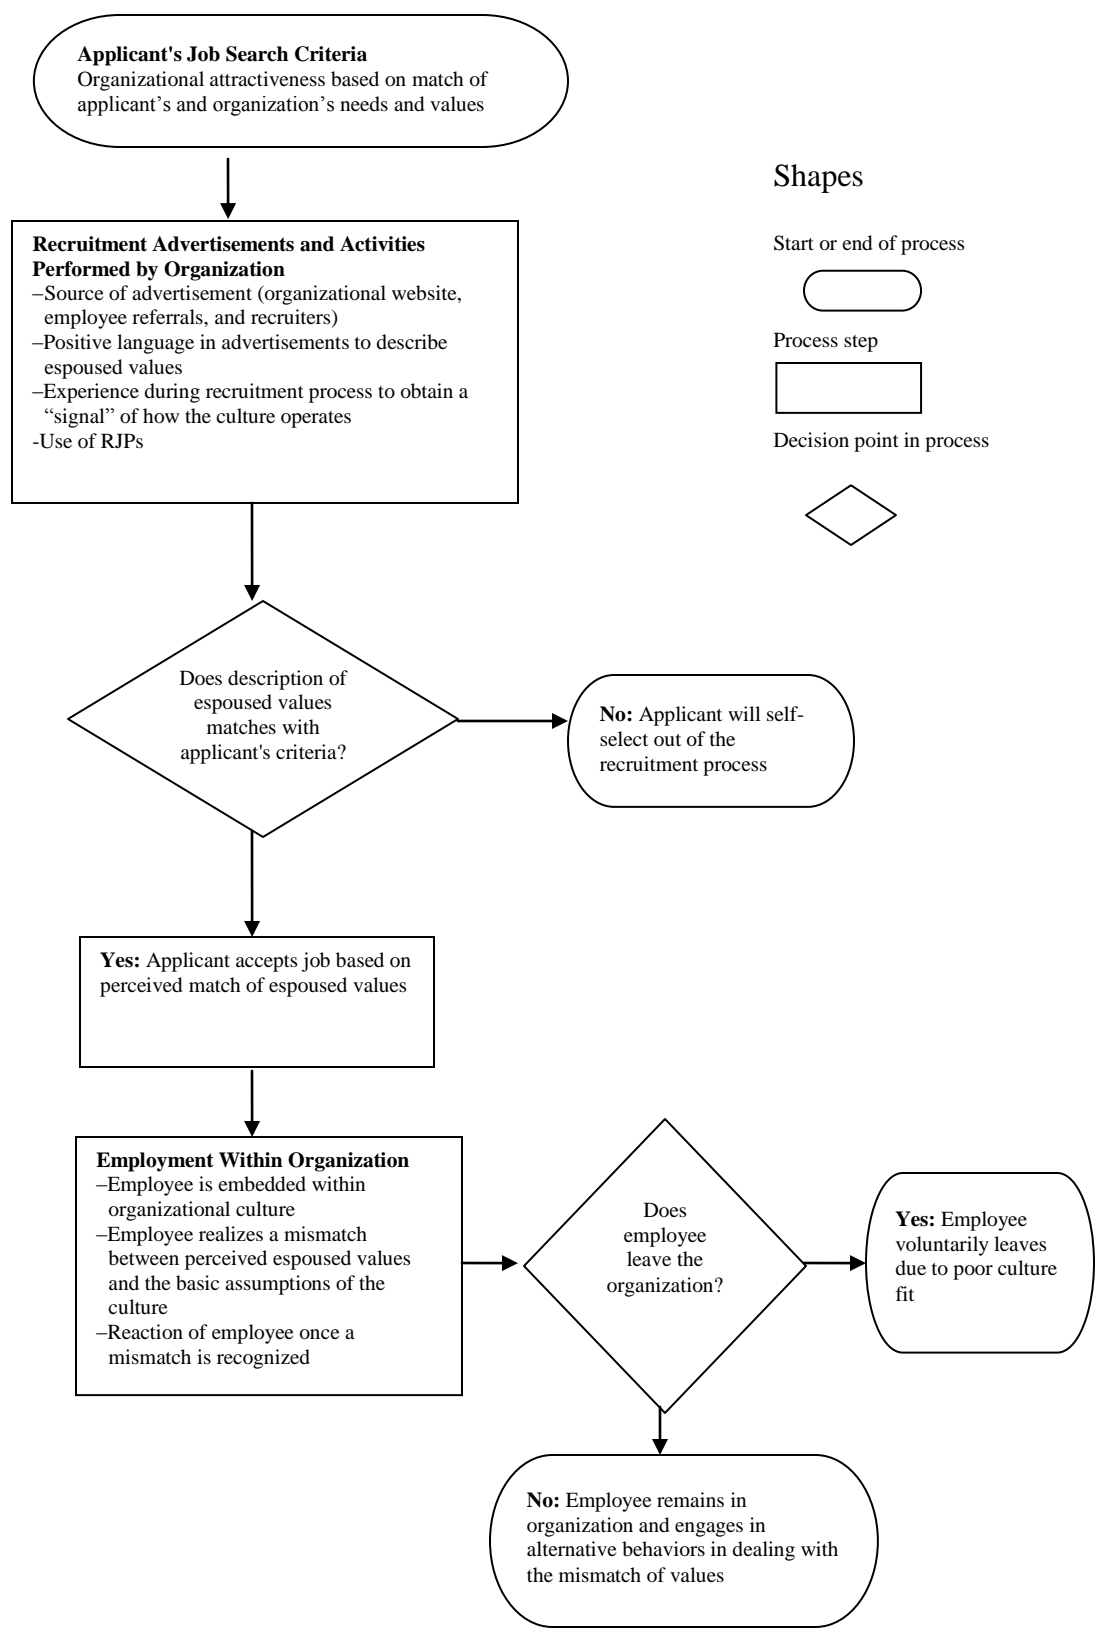 Applicant's Job Search Criteria
Organizational attractiveness based on match of
applicant’s and organization’s needs and values
Shapes
Start or end of process
Process step
Decision point in process
Recruitment Advertisements and Activities
Performed by Organization
–Source of advertisement (organizational website,
employee referrals, and recruiters)
–Positive language in advertisements to describe
espoused values
–Experience during recruitment process to obtain a
“signal” of how the culture operates
-Use of RJPs
Does description of
espoused values
matches with
applicant's criteria?
No: Applicant will self-
select out of the
recruitment process
Yes: Applicant accepts job based on
perceived match of espoused values
Employment Within Organization
–Employee is embedded within
organizational culture
–Employee realizes a mismatch
between perceived espoused values
and the basic assumptions of the
culture
–Reaction of employee once a
mismatch is recognized
Does
employee
leave the
organization?
Yes: Employee
voluntarily leaves
due to poor culture
fit
No: Employee remains in
organization and engages in
alternative behaviors in dealing with
the mismatch of values